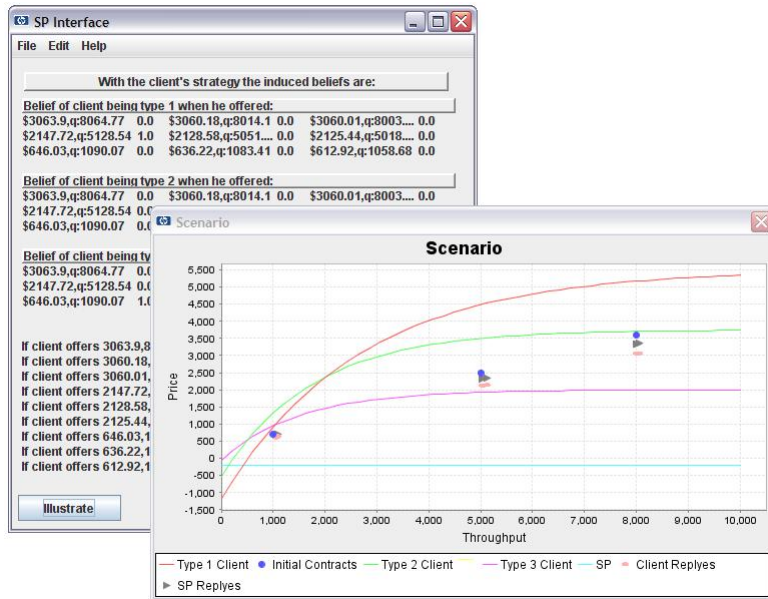 SP Interface
File Edit Help
With the client's strategy the induced beliefs are:
Belief of client being type 1 when he offered:
$3063.9,q:8064.77 0.0 $3060.18,q:8014.1 0.0 $3060.01,q:8003.... 0.0
$2147.72,q:5128.54 1.0 $2128.58,q:5051.... 0.0 $2125.44,q:5018.... 0.0
$646.03,q:1090.07 0.0 $636.22,q:1083.41 0.0 $612.92,q:1058.68 0.0
Belief of client being type 2 when he offered:
$3063.9,q:8064.77 0.0 $3060.18,q:8014.1 0.0 $3060.01,q:8003.... 0.0
$2147.72,q:5128.54 0.0
$646.03,q:1090.07 0.0
Belief of client being ty
$3063.9,q:8064.77 0.0
$2147.72,q:5128.54 0.0
$646.03,q:1090.07 1.0
If client offers 3063.9,8
If client offers 3060.18,
If client offers 3060.01,
If client offers 2147.72,
If client offers 2128.58,
If client offers 2125.44,
If client offers 646.03,1
If client offers 636.22,1
If client offers 612.92,1
Illustrate
Scenario
Scenario
5,500
5,000
4,500
4,000
3,500
3,000
2,500
2,000
1,500
1,000
500
0
-500
-1,000
-1,500
Price
0 1,000 2,000 3,000 4,000 5,000 6,000 7,000 8,000 9,000 10,000
Throughput
Type 1 Client Initial Contracts Type 2 Client Type 3 Client SP Client Replyes
SP Replyes